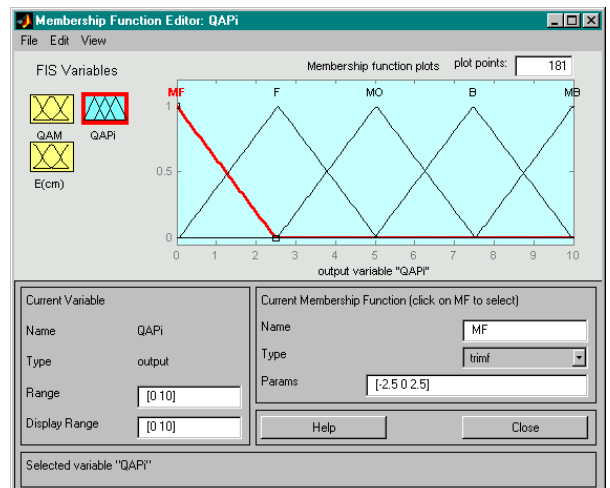 Membership Function Editor: QAPi
File Edit View
FIS Variables
Membership function plots plot points: 181
MF F MO B MB
QAM QAPi
E(cm)
1
0.5
0
0 1 2 3 4 5 6 7 8 9 10
output variable "QAPi"
Current Variable
Name QAPi
Type output
Range [0 10]
Display Range [0 10]
Current Membership Function (click on MF to select)
Name MF
Type trimf
Params [-2.5 0 2.5]
Help Close
Selected variable "QAPi"